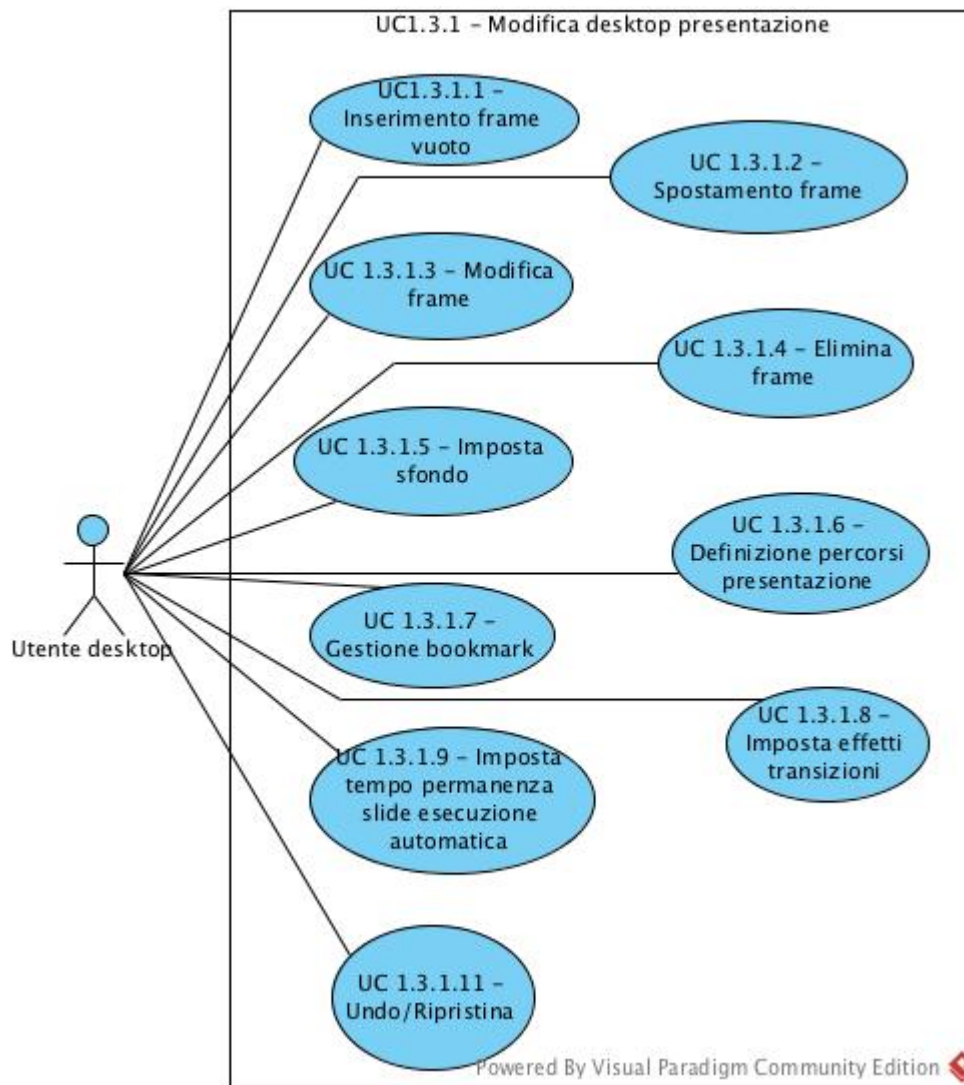 UC1.3.1 – Modifica desktop presentazione
UC1.3.1.1 –
Inserimento frame
vuoto
UC 1.3.1.2 –
Spostamento frame
UC 1.3.1.3 – Modifica
frame
UC 1.3.1.4 – Elimina
frame
UC 1.3.1.5 – Imposta
sfondo
UC 1.3.1.6 –
Definizione percorsi
presentazione
Utente desktop
UC 1.3.1.7 –
Gestione bookmark
UC 1.3.1.8 –
Imposta effetti
transizioni
UC 1.3.1.9 – Imposta
tempo permanenza
slide esecuzione
automatica
UC 1.3.1.11 –
Undo/Ripristina
Powered By Visual Paradigm Community Edition